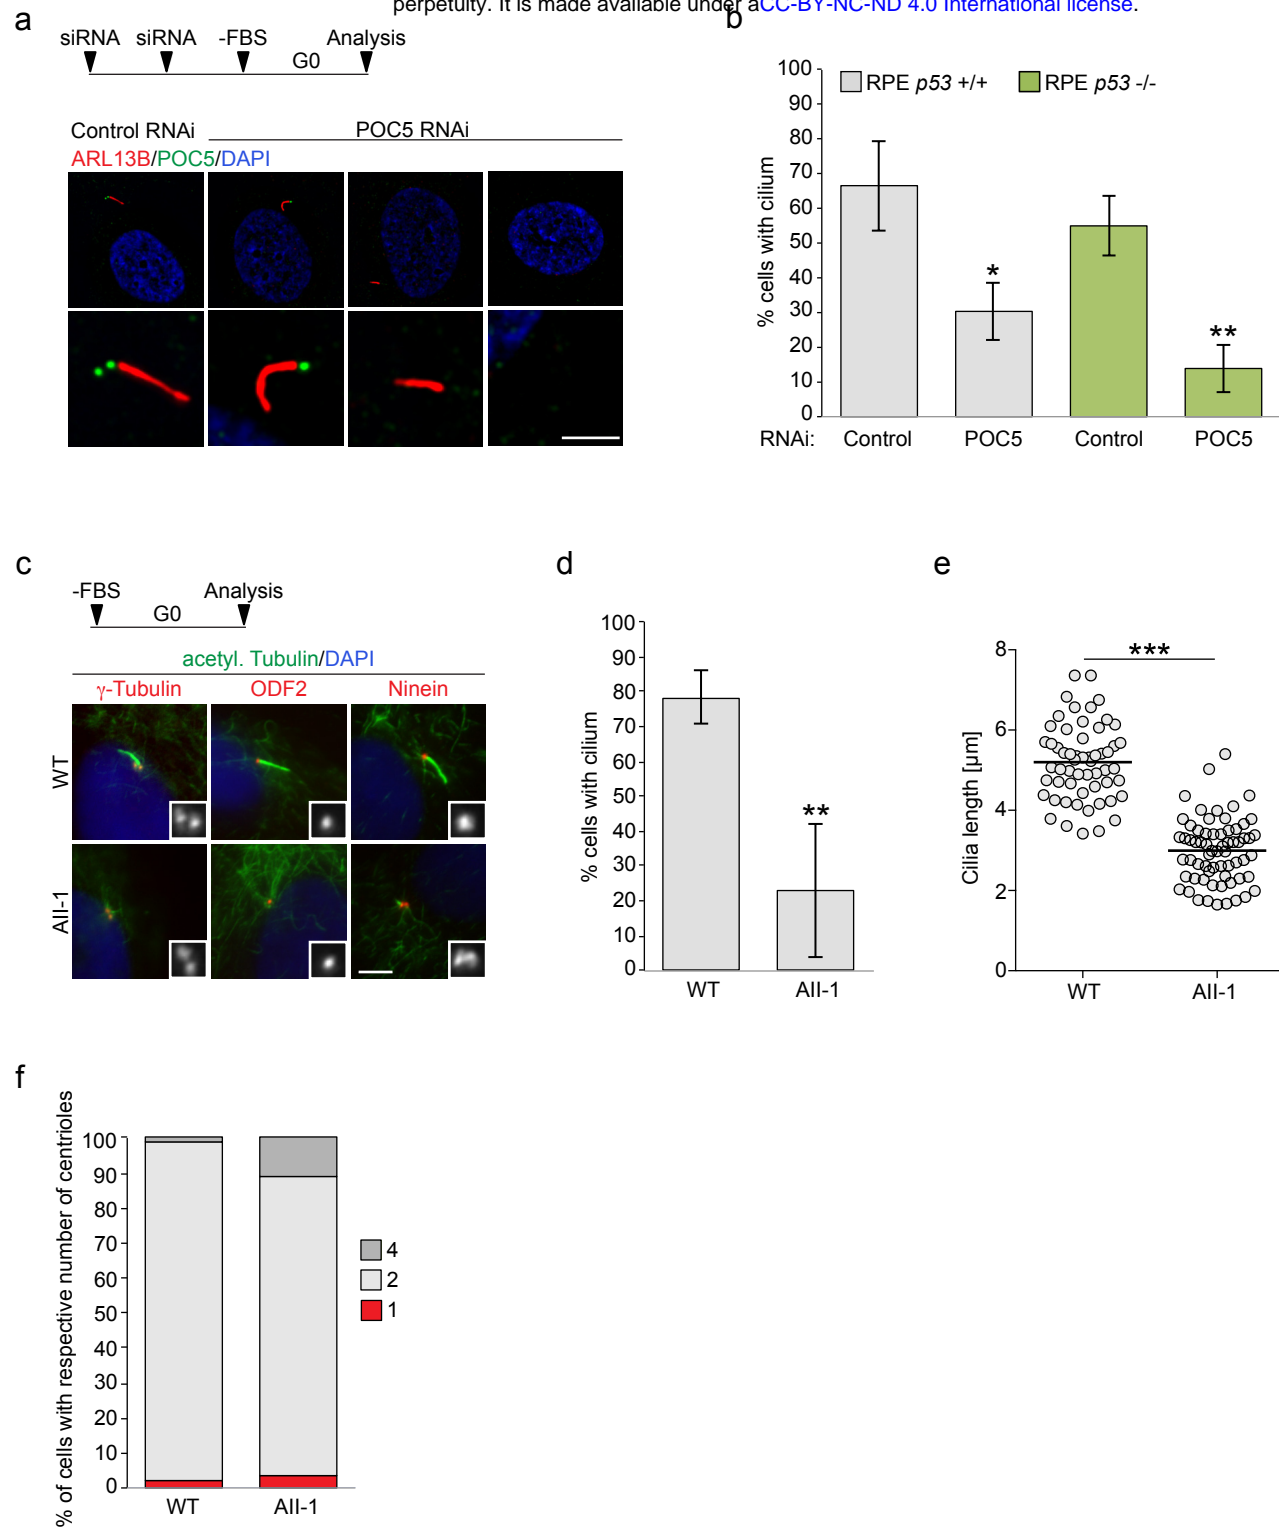 perpetuity. It is made available under aCC-BY-NC-ND 4.0 International license.
a
siRNA siRNA -FBS Analysis
G0
Control RNAi POC5 RNAi
ARL13B/POC5/DAPI
b
100
90
80
70
60
50
40
30
20
10
0
% cells with cilium
RPE p53 +/+ RPE p53 -/-
*
**
RNAi: Control POC5 Control POC5
c
-FBS Analysis
G0
acetyl. Tubulin/DAPI
γ-Tubulin ODF2 Ninein
WT
AII-1
d
100
90
80
70
60
50
40
30
20
10
0
% cells with cilium
**
WT AII-1
e
8
6
4
2
0
Cilia length [µm]
***
WT AII-1
f
% of cells with respective number of centrioles
100
90
80
70
60
50
40
30
20
10
0
4
2
1
WT AII-1